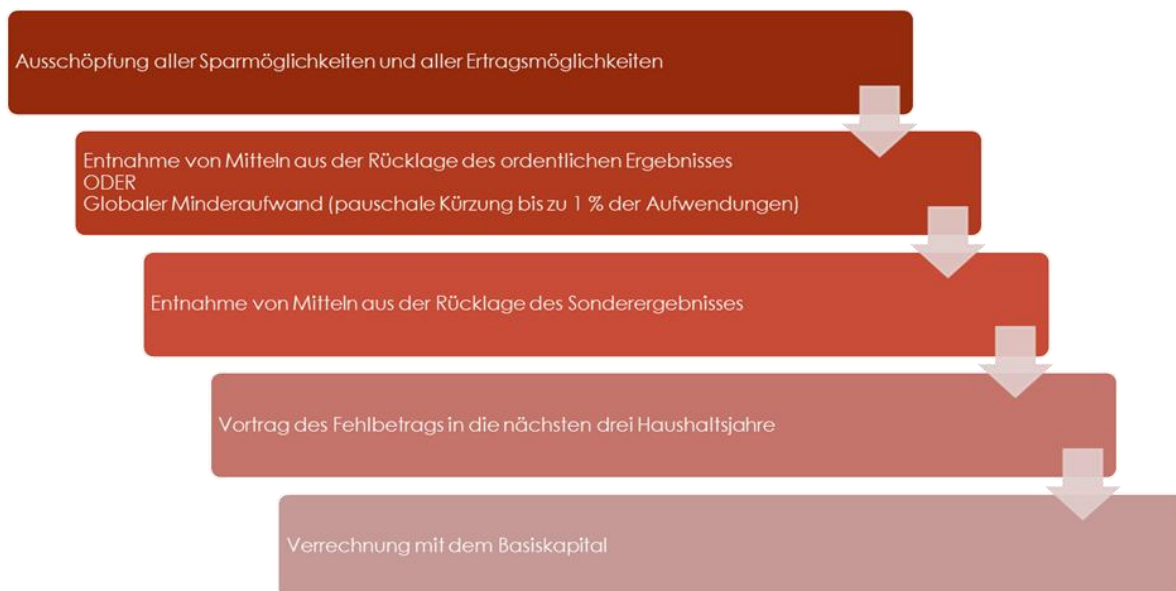 Ausschöpfung aller Sparmöglichkeiten und aller Ertragsmöglichkeiten
Entnahme von Mitteln aus der Rücklage des ordentlichen Ergebnisses
ODER
Globaler Minderaufwand (pauschale Kürzung bis zu 1 % der Aufwendungen)
Entnahme von Mitteln aus der Rücklage des Sonderergebnisses
Vortrag des Fehlbetrags in die nächsten drei Haushaltsjahre
Verrechnung mit dem Basiskapital